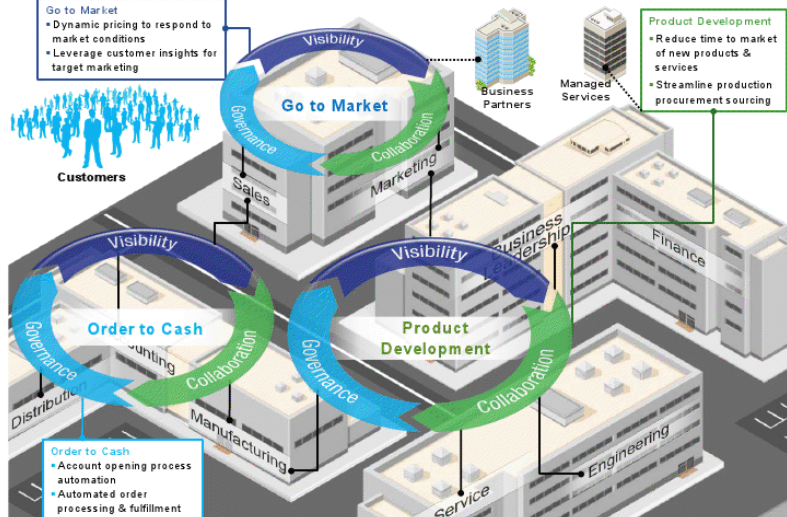 Go to Market
▪ Dynamic pricing to respond to
market conditions
▪ Leverage customer insights for
target marketing
Customers
Visibility
Governance
Collaboration
Go to Market
Sales
Marketing
Business
Partners
Managed
Services
Product Development
▪ Reduce time to market
of new products &
services
▪ Streamline production
procurement sourcing
Business
Leadership
Finance
Visibility
Governance
Collaboration
Order to Cash
Distribution
Manufacturing
Visibility
Governance
Collaboration
Product
Development
Service
Engineering
Order to Cash
▪ Account opening process
automation
▪ Automated order
processing & fulfillment